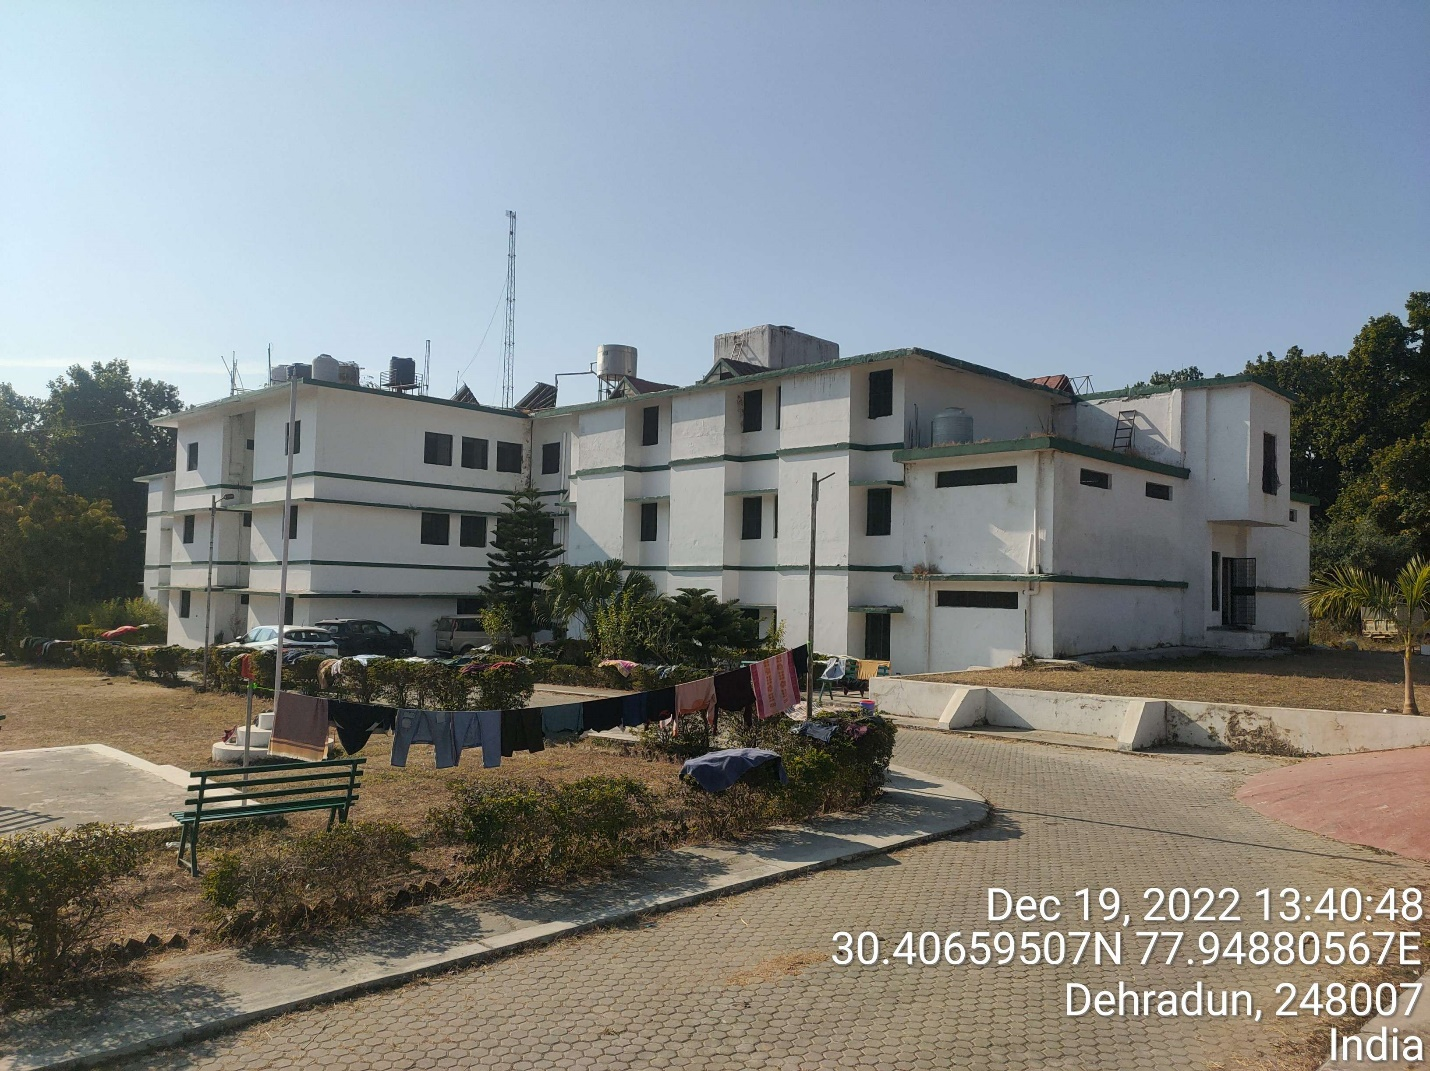 Dec 19, 2022 13:40:48
30.40659507N 77.94880567E
Dehradun, 248007
India